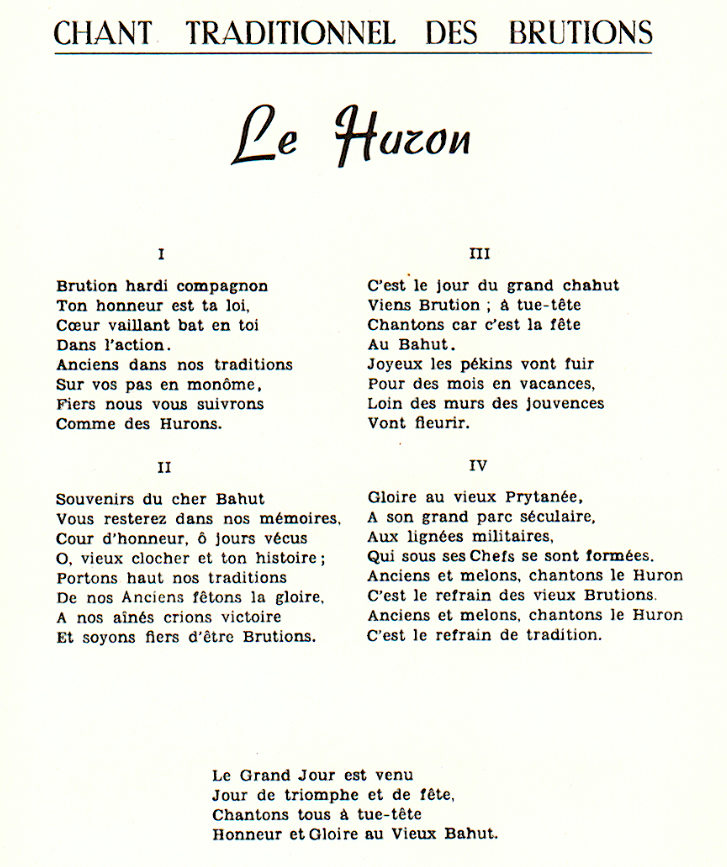 CHANT TRADITIONNEL DES BRUTIONS
Le Huron
I
Brution hardi compagnon
Ton honneur est ta loi,
Cœur vaillant bat en toi
Dans l'action.
Anciens dans nos traditions
Sur vos pas en monôme,
Fiers nous vous suivrons
Comme des Hurons.
II
Souvenirs du cher Bahut
Vous resterez dans nos mémoires,
Cour d'honneur, ô jours vécus
O, vieux clocher et ton histoire ;
Portons haut nos traditions
De nos Anciens fêtons la gloire,
A nos aînés crions victoire
Et soyons fiers d'être Brutions.
III
C'est le jour du grand chahut
Viens Brution ; à tue-tête
Chantons car c'est la fête
Au Bahut.
Joyeux les pékins vont fuir
Pour des mois en vacances,
Loin des murs des jouvences
Vont fleurir.
IV
Gloire au vieux Prytanée,
A son grand parc séculaire,
Aux lignées militaires,
Qui sous ses Chefs se sont formées.
Anciens et melons, chantons le Huron
C'est le refrain des vieux Brutions.
Anciens et melons, chantons le Huron
C'est le refrain de tradition.
Le Grand Jour est venu
Jour de triomphe et de fête,
Chantons tous à tue-tête
Honneur et Gloire au Vieux Bahut.